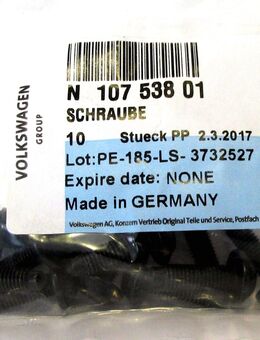 VOLKSWAGEN
GROUP
N 107 538 01
SCHRAUBE
10 Stueck PP 2.3.2017
Lot:PE-185-LS- 3732527
Expire date: NONE
Made in GERMANY
Volkswagen AG, Konzern Vertrieb Original Teile und Service, Postfach